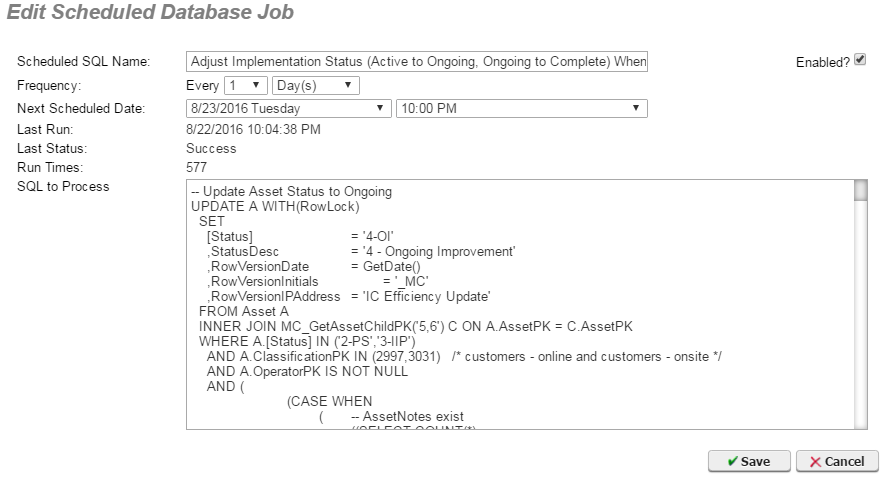 Edit Scheduled Database Job
Scheduled SQL Name: Adjust Implementation Status (Active to Ongoing, Ongoing to Complete) When Enabled?
Frequency: Every 1 Day(s)
Next Scheduled Date: 8/23/2016 Tuesday 10:00 PM
Last Run: 8/22/2016 10:04:38 PM
Last Status: Success
Run Times: 577
SQL to Process
-- Update Asset Status to Ongoing
UPDATE A WITH(RowLock)
SET
[Status] = '4-OI'
,StatusDesc = '4 - Ongoing Improvement'
,RowVersionDate = GetDate()
,RowVersionInitials = '_MC'
,RowVersionIPAddress = 'IC Efficiency Update'
FROM Asset A
INNER JOIN MC_GetAssetChildPK('5,6') C ON A.AssetPK = C.AssetPK
WHERE A.[Status] IN ('2-PS','3-IIP')
AND A.ClassificationPK IN (2997,3031) /* customers - online and customers - onsite */
AND A.OperatorPK IS NOT NULL
AND (
(CASE WHEN
( -- AssetNotes exist
((SELECT COUNT(*)
Save Cancel